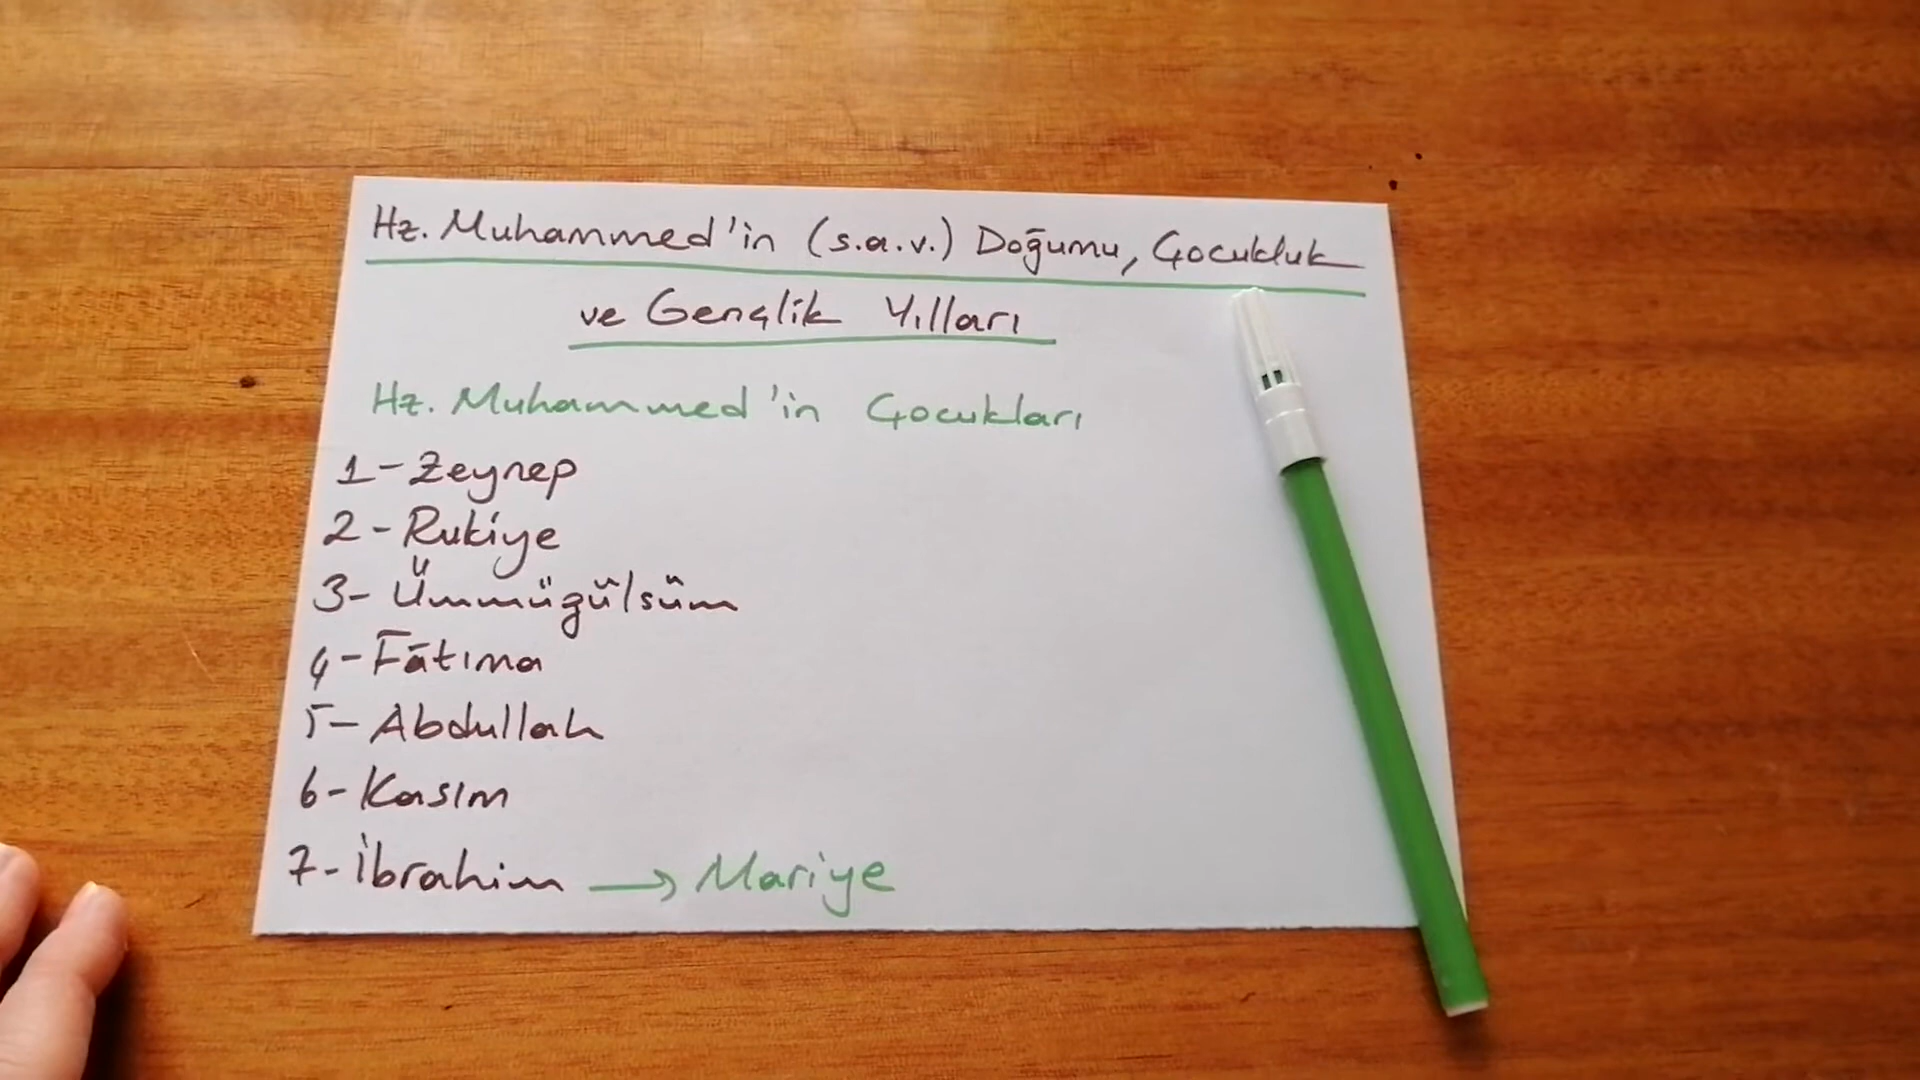 Hz. Muhammed'in (s.a.v.) Doğumu, Çocukluk
ve Gençlik Yılları
Hz. Muhammed'in Çocukları
1- Zeynep
2- Rukiye
3- Ümmügülsüm
4- Fātıma
5- Abdullah
6- Kasım
7- İbrahim → Mariye